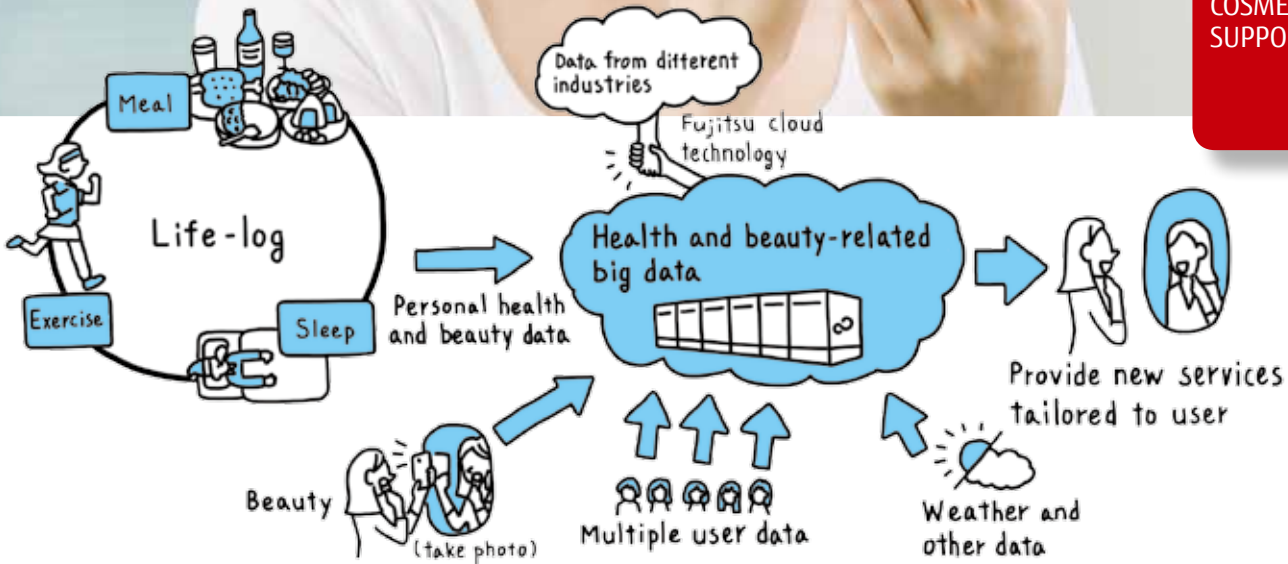 COSME
SUPPO
Data from different
industries
Fujitsu cloud
technology
Meal
Life-log
Exercise
Sleep
Personal health
and beauty data
Health and beauty-related
big data
Provide new services
tailored to user
Beauty
(take photo)
Multiple user data
Weather and
other data